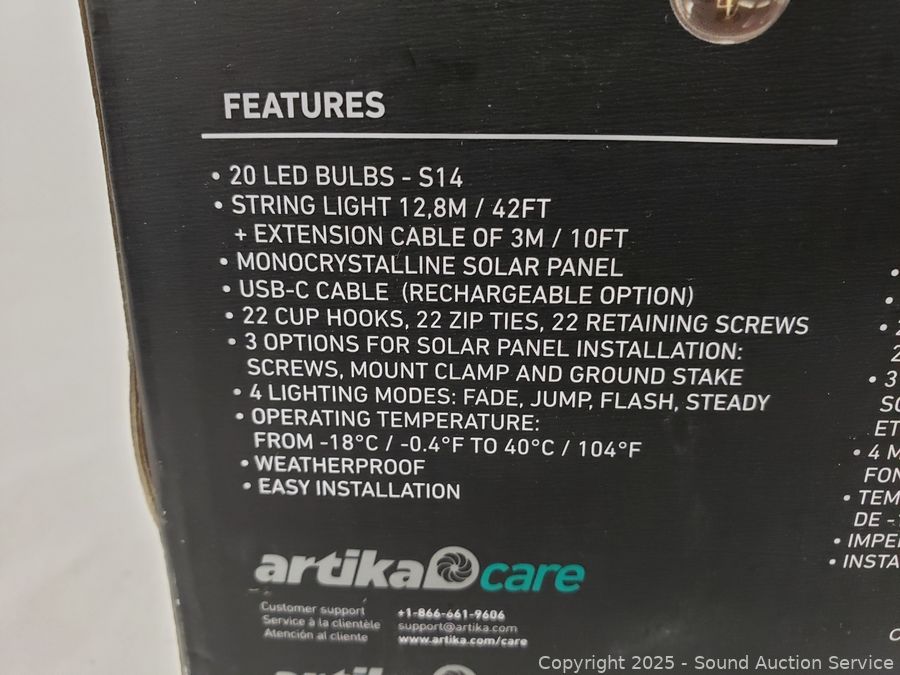 FEATURES
• 20 LED BULBS - S14
• STRING LIGHT 12,8M / 42FT
+ EXTENSION CABLE OF 3M / 10FT
• MONOCRYSTALLINE SOLAR PANEL
• USB-C CABLE (RECHARGEABLE OPTION)
• 22 CUP HOOKS, 22 ZIP TIES, 22 RETAINING SCREWS
• 3 OPTIONS FOR SOLAR PANEL INSTALLATION:
SCREWS, MOUNT CLAMP AND GROUND STAKE
• 4 LIGHTING MODES: FADE, JUMP, FLASH, STEADY
• OPERATING TEMPERATURE:
FROM -18°C / -0.4°F TO 40°C / 104°F
• WEATHERPROOF
• EASY INSTALLATION
artika care
Customer support
Service à la clientèle
Atención al cliente
+1-866-661-9606
support@artika.com
www.artika.com/care
• 3
• 4
DE
Copyright 2025 - Sound Auction Service